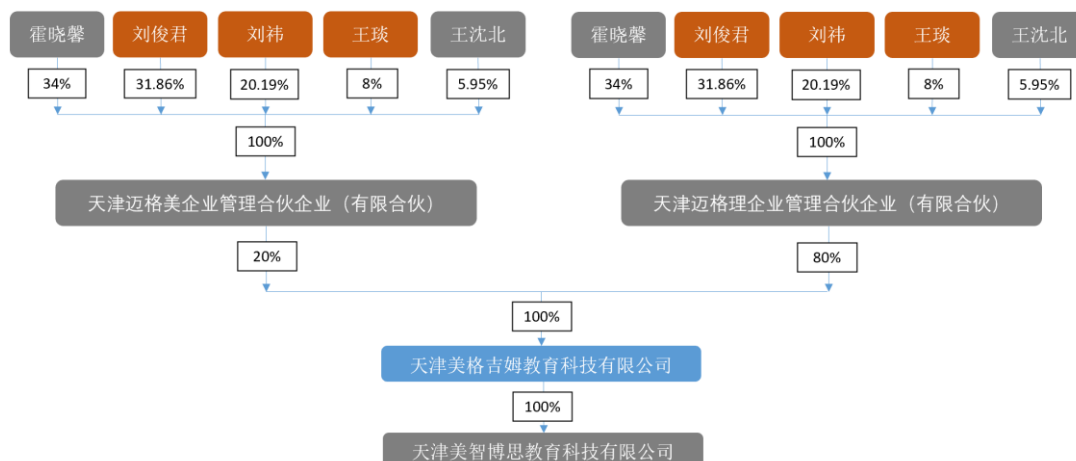 霍晓馨 刘俊君 刘祎 王琰 王沈北 霍晓馨 刘俊君 刘祎 王琰 王沈北
34% 31.86% 20.19% 8% 5.95% 34% 31.86% 20.19% 8% 5.95%
100% 100%
天津迈格美企业管理合伙企业（有限合伙） 天津迈格理企业管理合伙企业（有限合伙）
20% 80%
100%
天津美格吉姆教育科技有限公司
100%
天津美智博思教育科技有限公司